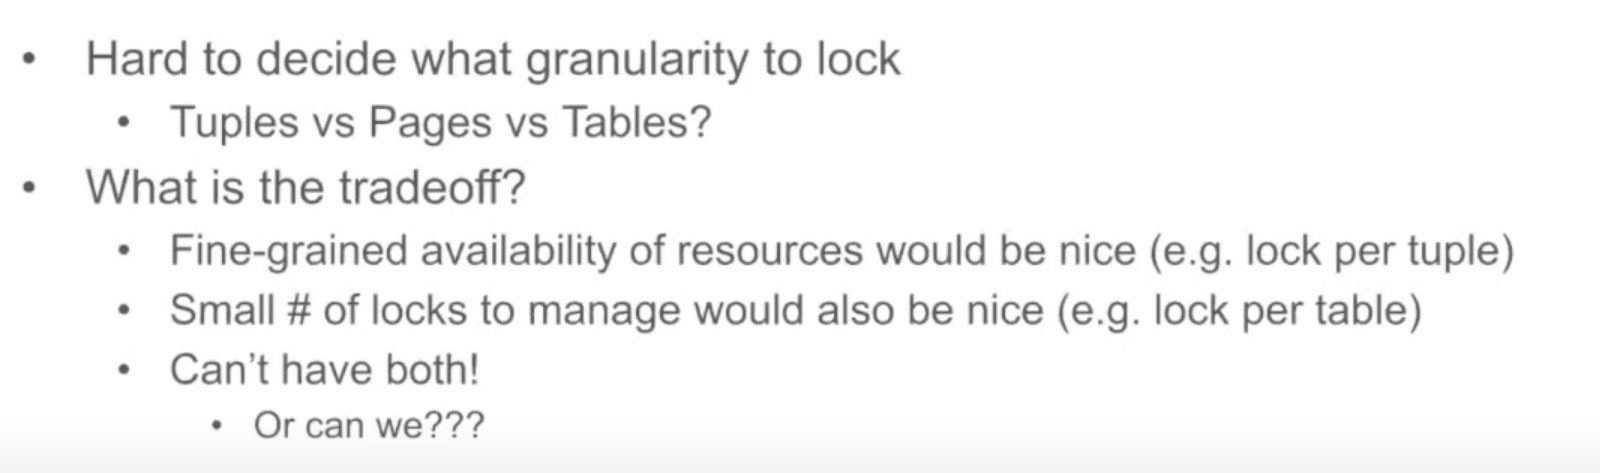 • Hard to decide what granularity to lock
• Tuples vs Pages vs Tables?
• What is the tradeoff?
• Fine-grained availability of resources would be nice (e.g. lock per tuple)
• Small # of locks to manage would also be nice (e.g. lock per table)
• Can't have both!
• Or can we???